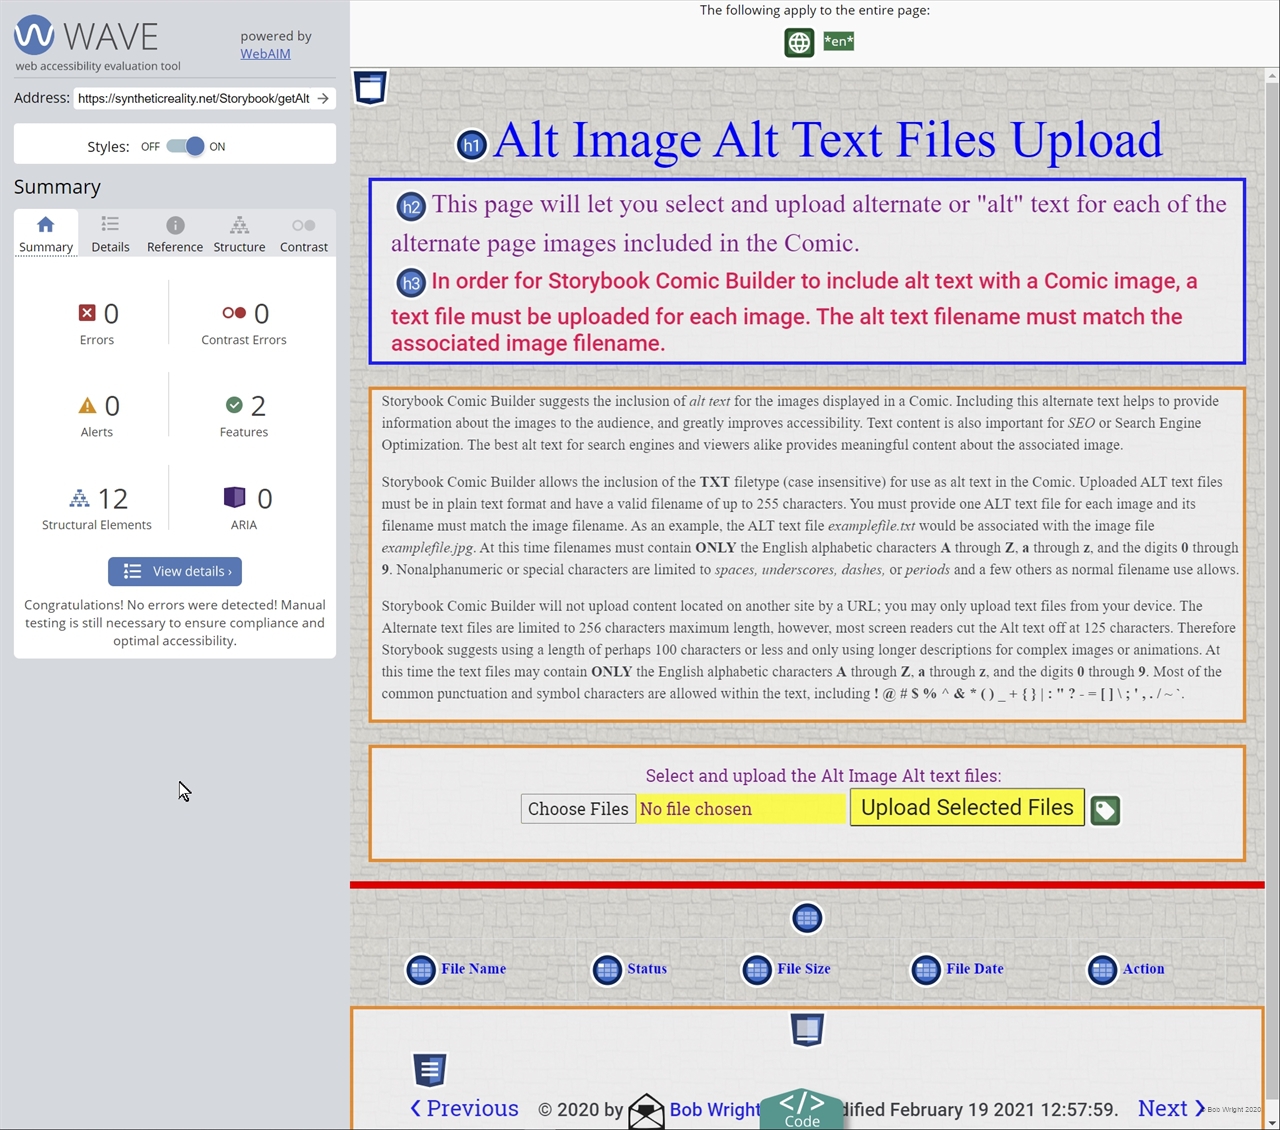 WAVE
web accessibility evaluation tool
powered by
WebAIM
Address: https://syntheticreality.net/Storybook/getAlt
Styles: OFF ON
Summary
Summary Details Reference Structure Contrast
0 0
Errors Contrast Errors
0 2
Alerts Features
12 0
Structural Elements ARIA
View details ›
Congratulations! No errors were detected! Manual
testing is still necessary to ensure compliance and
optimal accessibility.
The following apply to the entire page:
*en*
h1 Alt Image Alt Text Files Upload
h2 This page will let you select and upload alternate or "alt" text for each of the
alternate page images included in the Comic.
h3 In order for Storybook Comic Builder to include alt text with a Comic image, a
text file must be uploaded for each image. The alt text filename must match the
associated image filename.
Storybook Comic Builder suggests the inclusion of alt text for the images displayed in a Comic. Including this alternate text helps to provide
information about the images to the audience, and greatly improves accessibility. Text content is also important for SEO or Search Engine
Optimization. The best alt text for search engines and viewers alike provides meaningful content about the associated image.
Storybook Comic Builder allows the inclusion of the TXT filetype (case insensitive) for use as alt text in the Comic. Uploaded ALT text files
must be in plain text format and have a valid filename of up to 255 characters. You must provide one ALT text file for each image and its
filename must match the image filename. As an example, the ALT text file examplefile.txt would be associated with the image file
examplefile.jpg. At this time filenames must contain ONLY the English alphabetic characters A through Z, a through z, and the digits 0 through
9. Nonalphanumeric or special characters are limited to spaces, underscores, dashes, or periods and a few others as normal filename use allows.
Storybook Comic Builder will not upload content located on another site by a URL; you may only upload text files from your device. The
Alternate text files are limited to 256 characters maximum length, however, most screen readers cut the Alt text off at 125 characters. Therefore
Storybook suggests using a length of perhaps 100 characters or less and only using longer descriptions for complex images or animations. At
this time the text files may contain ONLY the English alphabetic characters A through Z, a through z, and the digits 0 through 9. Most of the
common punctuation and symbol characters are allowed within the text, including ! @ # $ % ^ & * ( ) _ + { } | : " ? - = [ ] \ ; ' , . / ~ `.
Select and upload the Alt Image Alt text files:
Choose Files No file chosen Upload Selected Files
File Name Status File Size File Date Action
‹ Previous © 2020 by Bob Wright dified February 19 2021 12:57:59. Next › Bob Wright 2020
</> Code